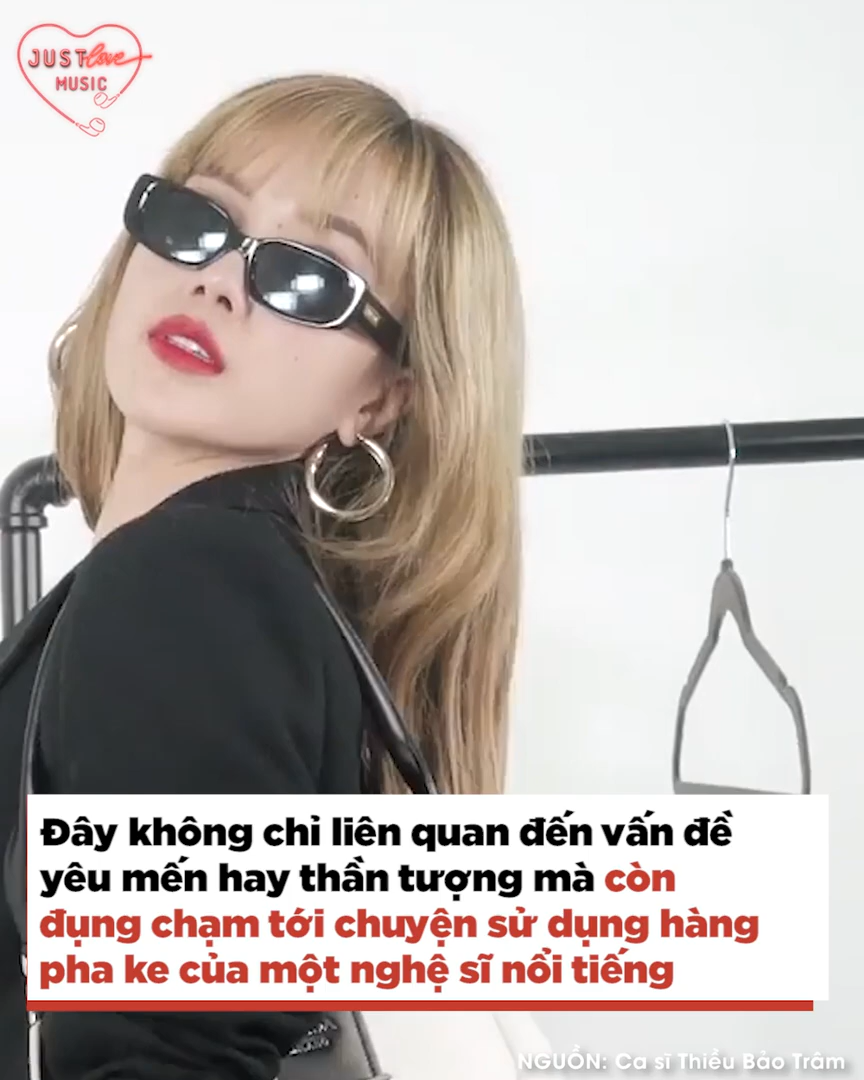 JUST love
MUSIC
Đây không chỉ liên quan đến vấn đề
yêu mến hay thần tượng mà còn
đụng chạm tới chuyện sử dụng hàng
pha ke của một nghệ sĩ nổi tiếng
NGUỒN: Ca sĩ Thiều Bảo Trâm